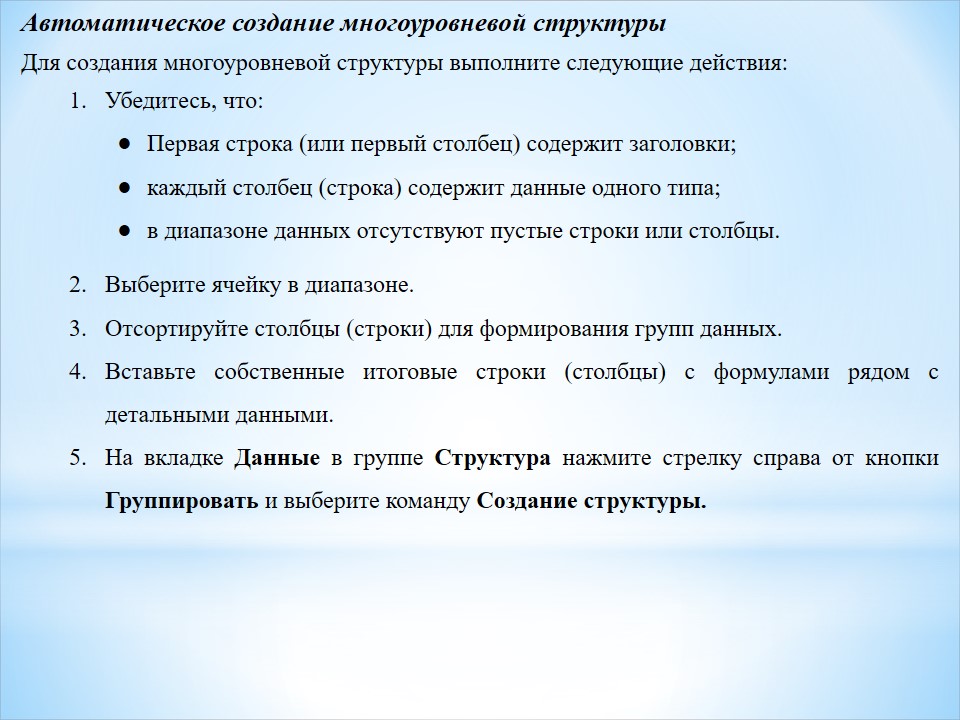 Автоматическое создание многоуровневой структуры
Для создания многоуровневой структуры выполните следующие действия:
1. Убедитесь, что:
● Первая строка (или первый столбец) содержит заголовки;
● каждый столбец (строка) содержит данные одного типа;
● в диапазоне данных отсутствуют пустые строки или столбцы.
2. Выберите ячейку в диапазоне.
3. Отсортируйте столбцы (строки) для формирования групп данных.
4. Вставьте собственные итоговые строки (столбцы) с формулами рядом с
детальными данными.
5. На вкладке Данные в группе Структура нажмите стрелку справа от кнопки
Группировать и выберите команду Создание структуры.